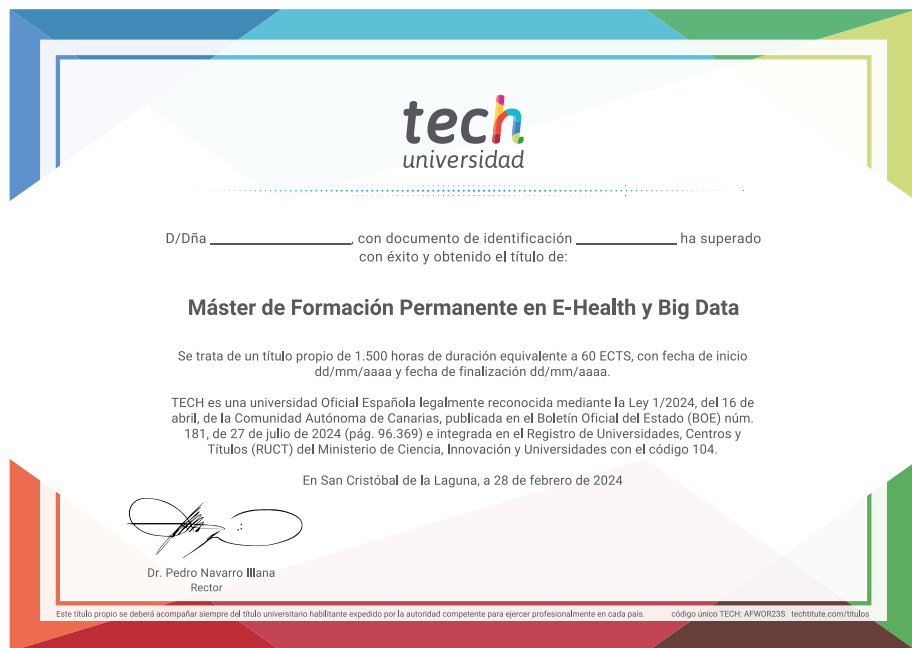 tech
universidad
D/Dña ________________, con documento de identificación ____________ ha superado
con éxito y obtenido el título de:
Máster de Formación Permanente en E-Health y Big Data
Se trata de un título propio de 1.500 horas de duración equivalente a 60 ECTS, con fecha de inicio
dd/mm/aaaa y fecha de finalización dd/mm/aaaa.
TECH es una universidad Oficial Española legalmente reconocida mediante la Ley 1/2024, del 16 de
abril, de la Comunidad Autónoma de Canarias, publicada en el Boletín Oficial del Estado (BOE) núm.
181, de 27 de julio de 2024 (pág. 96.369) e integrada en el Registro de Universidades, Centros y
Títulos (RUCT) del Ministerio de Ciencia, Innovación y Universidades con el código 104.
En San Cristóbal de la Laguna, a 28 de febrero de 2024
Dr. Pedro Navarro Illana
Rector
Este título propio se deberá acompañar siempre del título universitario habilitante expedido por la autoridad competente para ejercer profesionalmente en cada país. código único TECH: AFWOR23S techtitute.com/titulos